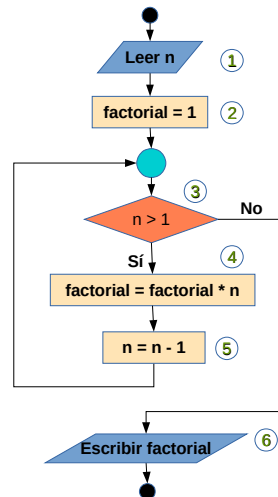 Leer n
1
factorial = 1
2
3
n > 1
No
Sí
4
factorial = factorial * n
n = n - 1
5
Escribir factorial
6